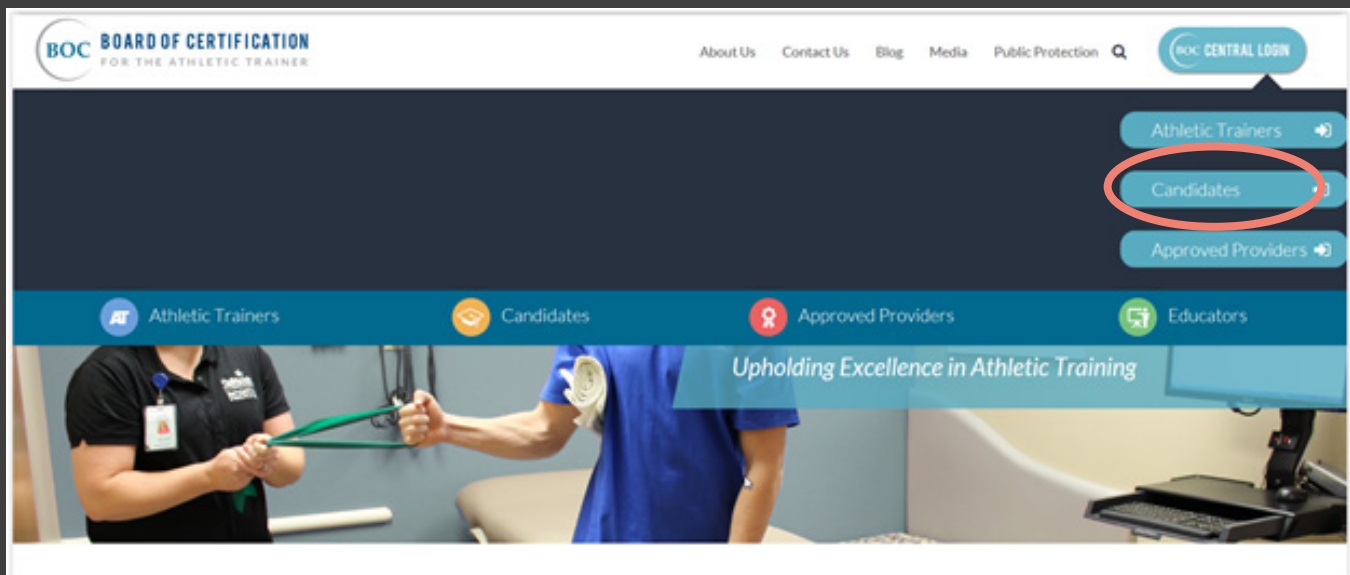 BOC BOARD OF CERTIFICATION
FOR THE ATHLETIC TRAINER
About Us Contact Us Blog Media Public Protection
BOC CENTRAL LOGIN
Athletic Trainers
Candidates
Approved Providers
AT Athletic Trainers Candidates Approved Providers Educators
Upholding Excellence in Athletic Training